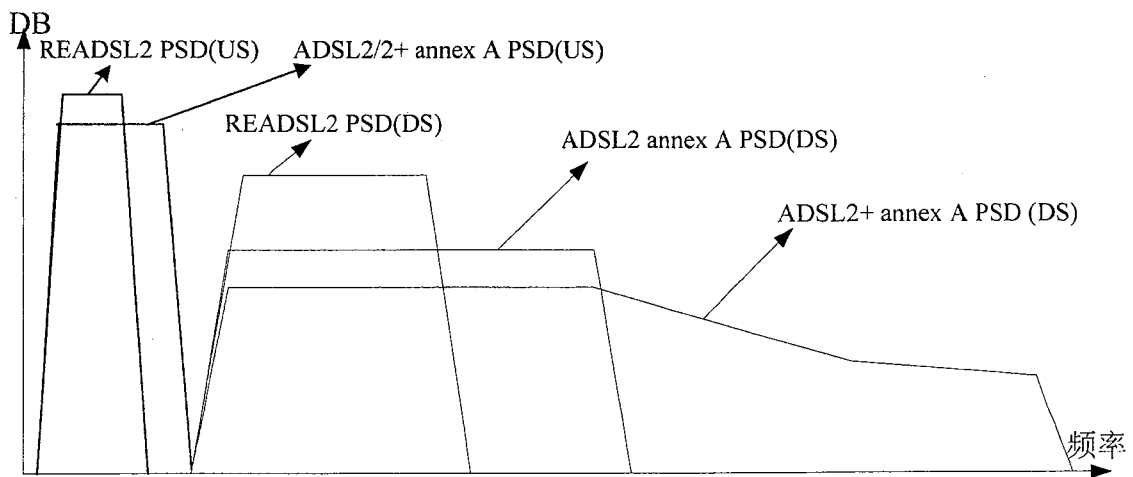 DB
READSL2 PSD(US)
ADSL2/2+ annex A PSD(US)
READSL2 PSD(DS)
ADSL2 annex A PSD(DS)
ADSL2+ annex A PSD (DS)
频率